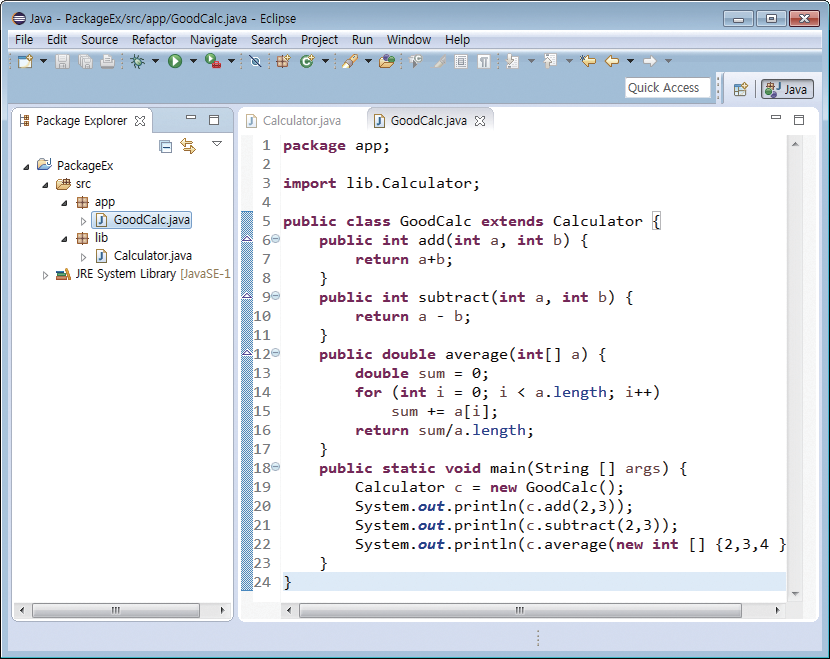 Java - PackageEx/src/app/GoodCalc.java - Eclipse
File Edit Source Refactor Navigate Search Project Run Window Help
Quick Access
Java
Package Explorer
PackageEx
src
app
GoodCalc.java
lib
Calculator.java
JRE System Library [JavaSE-1
Calculator.java GoodCalc.java
1 package app;
2
3 import lib.Calculator;
4
5 public class GoodCalc extends Calculator {
6 public int add(int a, int b) {
7 return a+b;
8 }
9 public int subtract(int a, int b) {
10 return a - b;
11 }
12 public double average(int[] a) {
13 double sum = 0;
14 for (int i = 0; i < a.length; i++)
15 sum += a[i];
16 return sum/a.length;
17 }
18 public static void main(String [] args) {
19 Calculator c = new GoodCalc();
20 System.out.println(c.add(2,3));
21 System.out.println(c.subtract(2,3));
22 System.out.println(c.average(new int [] {2,3,4 }
23 }
24 }